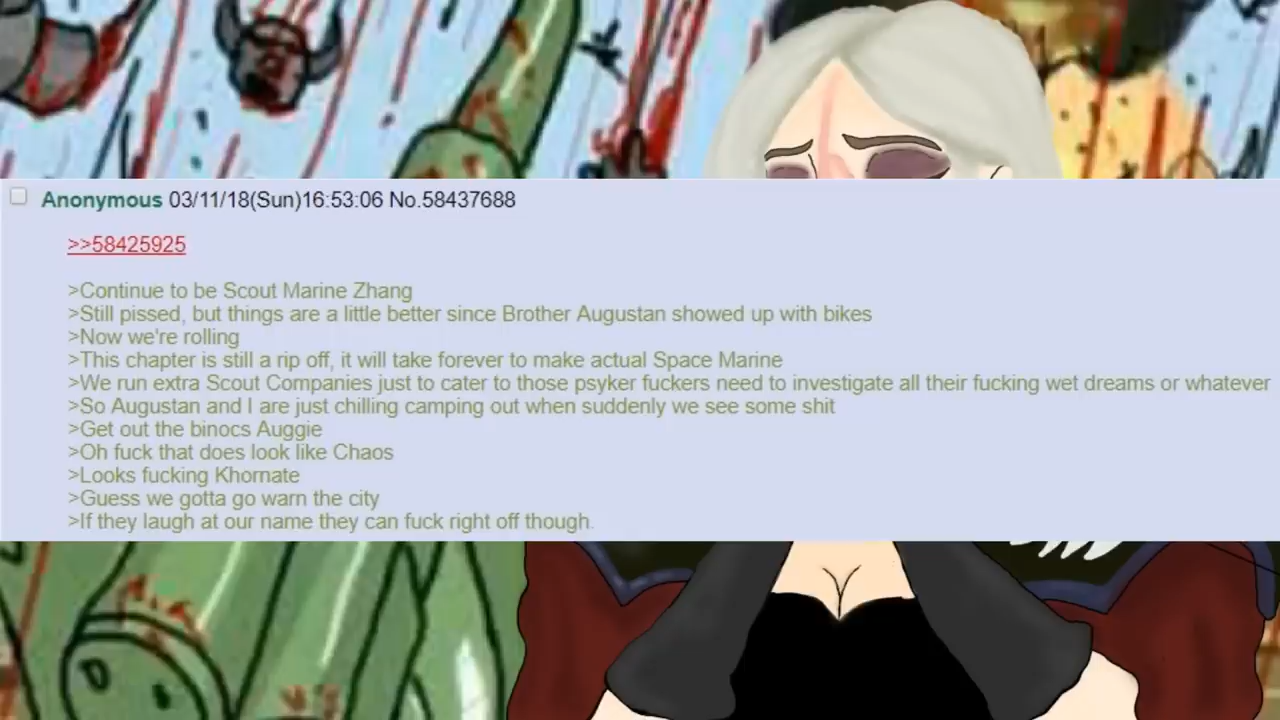 Anonymous 03/11/18(Sun)16:53:06 No.58437688
>>58425925
>Continue to be Scout Marine Zhang
>Still pissed, but things are a little better since Brother Augustan showed up with bikes
>Now we're rolling
>This chapter is still a rip off, it will take forever to make actual Space Marine
>We run extra Scout Companies just to cater to those psyker fuckers need to investigate all their fucking wet dreams or whatever
>So Augustan and I are just chilling camping out when suddenly we see some shit
>Get out the binocs Auggie
>Oh fuck that does look like Chaos
>Looks fucking Khornate
>Guess we gotta go warn the city
>If they laugh at our name they can fuck right off though.